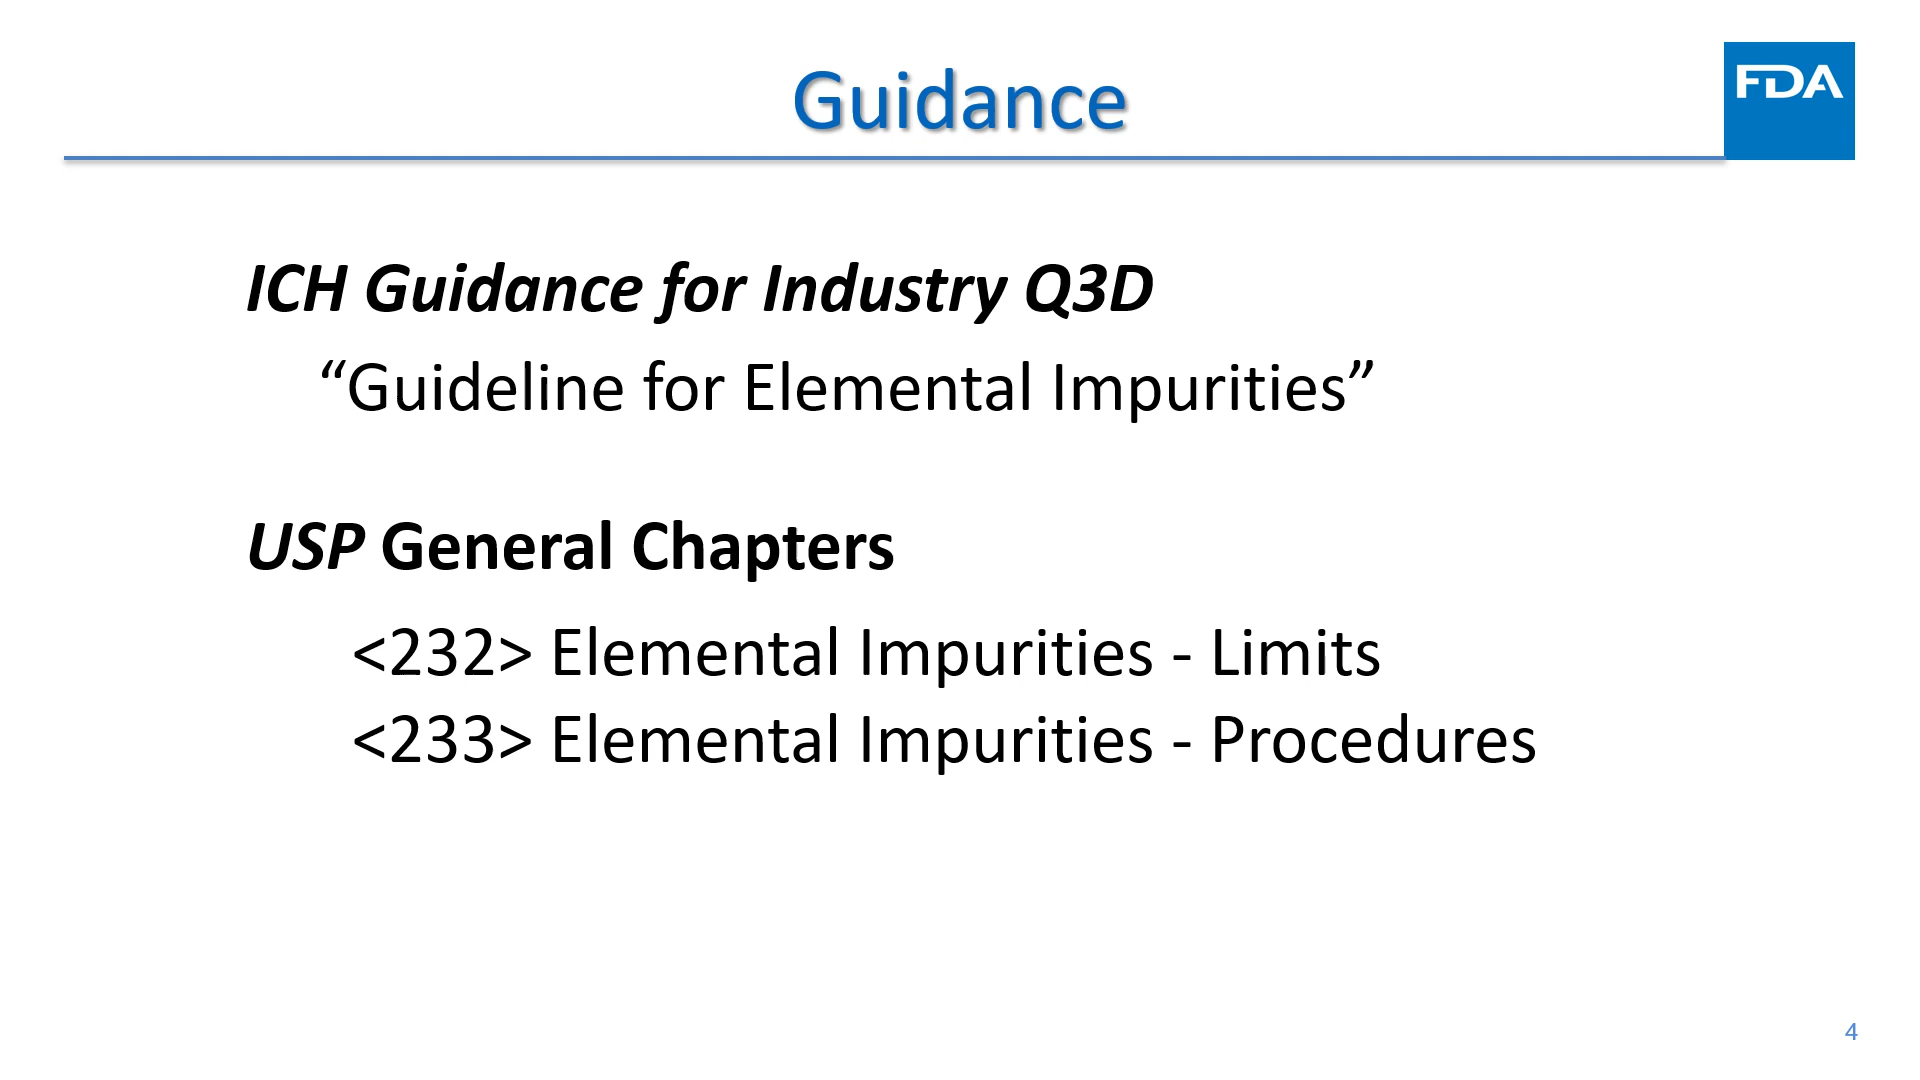 Guidance
FDA
ICH Guidance for Industry Q3D
“Guideline for Elemental Impurities”
USP General Chapters
<232> Elemental Impurities - Limits
<233> Elemental Impurities - Procedures
4